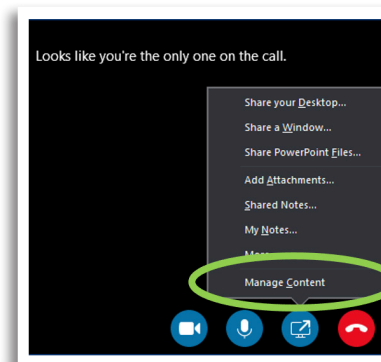 Looks like you're the only one on the call.
Share your Desktop...
Share a Window...
Share PowerPoint Files...
Add Attachments...
Shared Notes...
My Notes...
More...
Manage Content